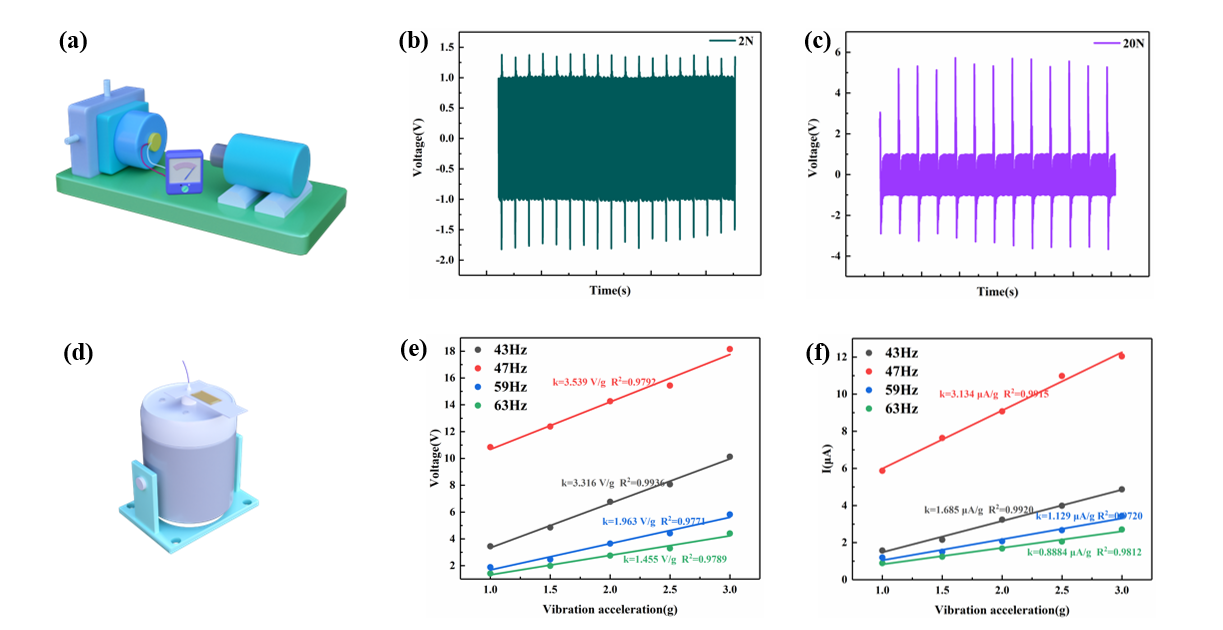 (a)
(b)
2N
1.5
1.0
0.5
0.0
-0.5
-1.0
-1.5
-2.0
Voltage(V)
Time(s)
(c)
20N
6
4
2
0
-2
-4
Voltage(V)
Time(s)
(d)
(e)
43Hz
47Hz
59Hz
63Hz
18
16
14
12
10
8
6
4
2
Voltage(V)
k=3.539 V/g R²=0.9792
k=3.316 V/g R²=0.9936
k=1.963 V/g R²=0.9771
k=1.455 V/g R²=0.9789
1.0 1.5 2.0 2.5 3.0
Vibration acceleration(g)
(f)
43Hz
47Hz
59Hz
63Hz
12
10
8
6
4
2
0
I(μA)
k=3.134 μA/g R²=0.9915
k=1.685 μA/g R²=0.9920
k=1.129 μA/g R²=0.9720
k=0.8884 μA/g R²=0.9812
1.0 1.5 2.0 2.5 3.0
Vibration acceleration(g)